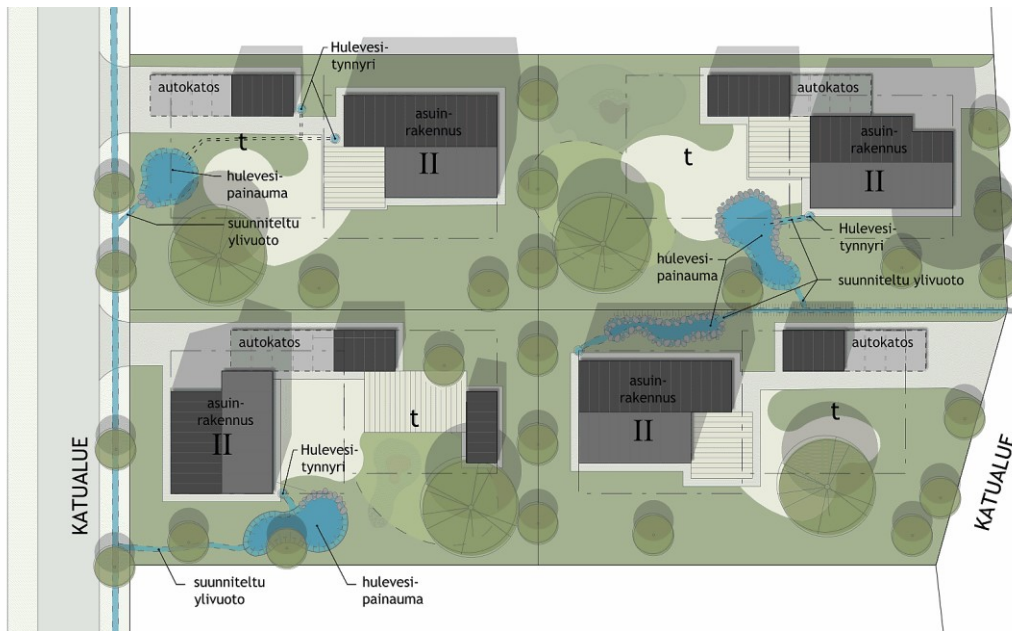 Hulevesi-
tynnyri
autokatos
asuin-
rakennus
II
t
hulevesi-
painauma
suunniteltu
ylivuoto
autokatos
t
asuin-
rakennus
II
Hulevesi-
tynnyri
hulevesi-
painauma
suunniteltu ylivuoto
autokatos
asuin-
rakennus
II
t
Hulevesi-
tynnyri
KATUALUE
suunniteltu
ylivuoto
hulevesi-
painauma
autokatos
asuin-
rakennus
II
t
KATUALUE